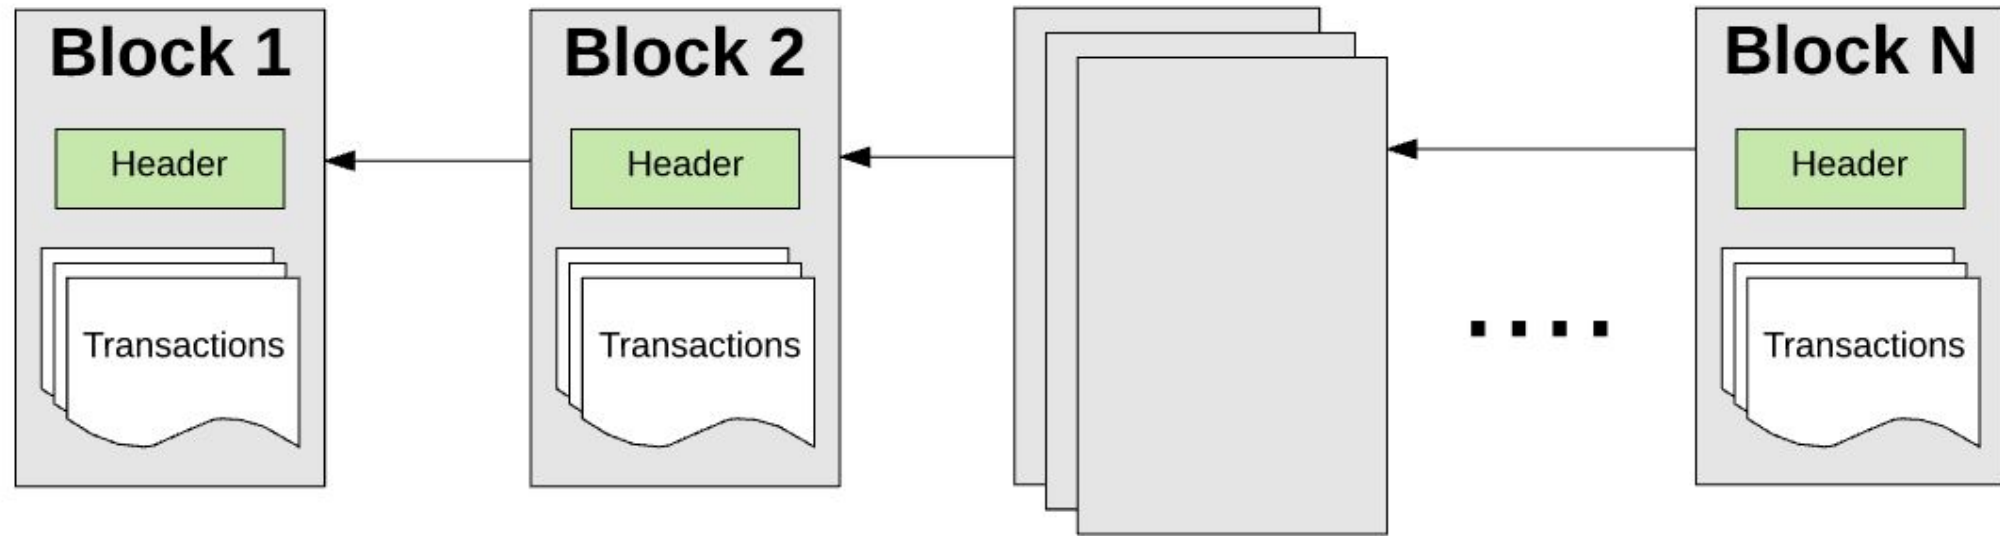 Block 1
Header
Transactions
Block 2
Header
Transactions
....
Block N
Header
Transactions